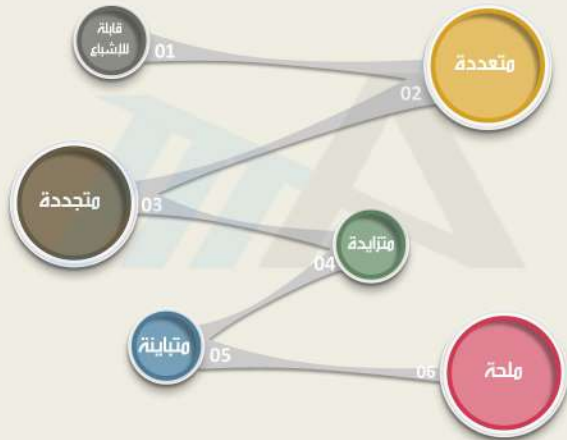 قابلة
للإشباع
01
متعددة
02
متجددة
03
متزايدة
04
متباينة
05
ملحة
06